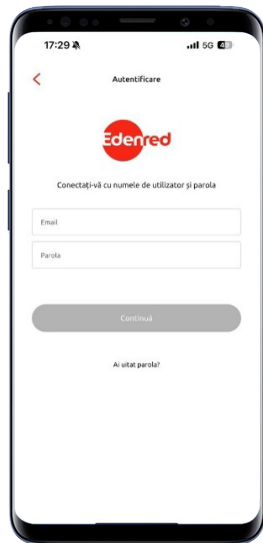 17:29
5G
Autentificare
Edenred
Conectați-vă cu numele de utilizator și parola
Email
Parola
Continuă
Ai uitat parola?